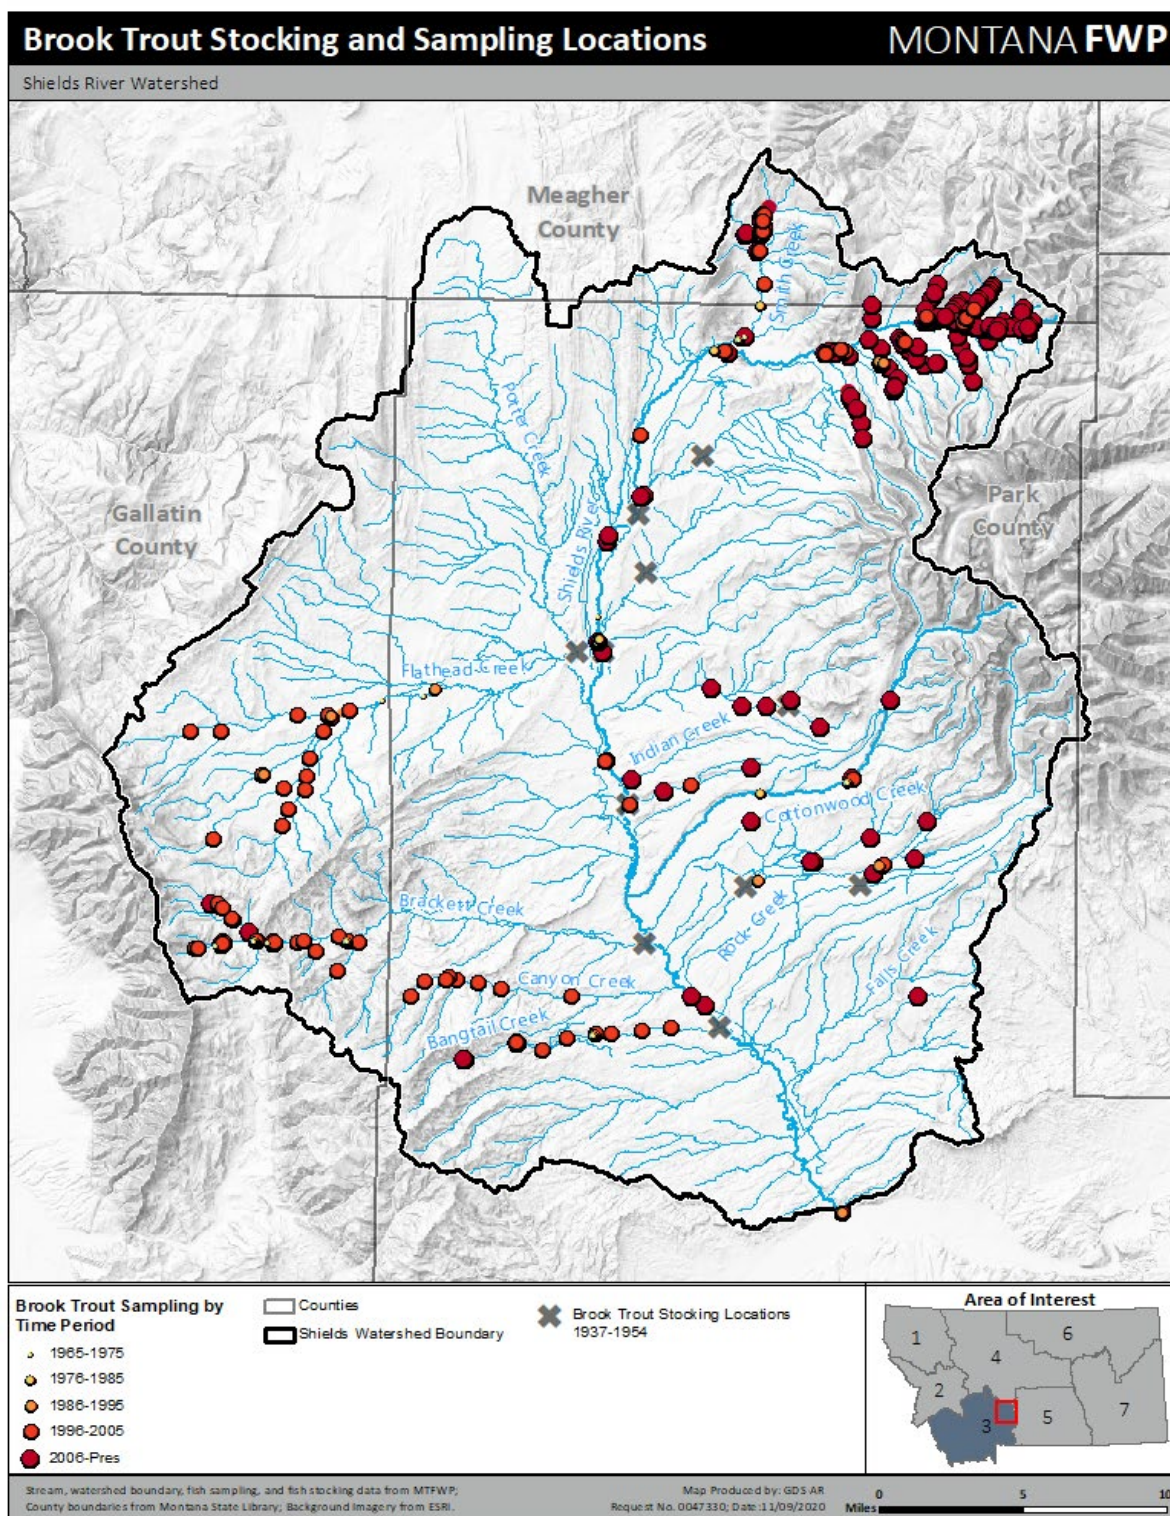 Brook Trout Stocking and Sampling Locations
MONTANA FWP
Shields River Watershed
Meagher
County
Smith Creek
Porter Creek
Gallatin
County
Park
County
Shields River
Flathead Creek
Indian Creek
Cottonwood Creek
Brackett Creek
Rock Creek
Falls Creek
Canyon Creek
Bangtail Creek
Brook Trout Sampling by
Time Period
1965-1975
1976-1985
1986-1995
1996-2005
2006-Pres
Counties
Shields Watershed Boundary
Brook Trout Stocking Locations
1937-1954
Area of Interest
1
2
3
4
5
6
7
Stream, watershed boundary, fish sampling, and fish stocking data from MTFWP;
County boundaries from Montana State Library; Background Imagery from ESRI.
Map Produced by: GDS AR
Request No. 0047330; Date:11/09/2020
Miles
0
5
10